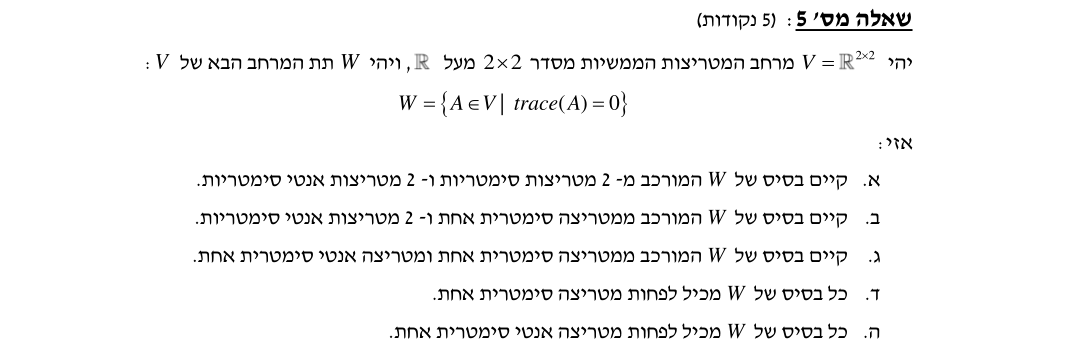 שאלה מס' 5 : (5 נקודות)
יהי V = ℝ^{2×2} מרחב המטריצות הממשיות מסדר 2×2 מעל ℝ, ויהי W תת המרחב הבא של V :
W = {A ∈ V | trace(A) = 0}
אזי :
א. קיים בסיס של W המורכב מ- 2 מטריצות סימטריות ו- 2 מטריצות אנטי סימטריות.
ב. קיים בסיס של W המורכב ממטריצה סימטרית אחת ו- 2 מטריצות אנטי סימטריות.
ג. קיים בסיס של W המורכב ממטריצה סימטרית אחת ומטריצה אנטי סימטרית אחת.
ד. כל בסיס של W מכיל לפחות מטריצה סימטרית אחת.
ה. כל בסיס של W מכיל לפחות מטריצה אנטי סימטרית אחת.